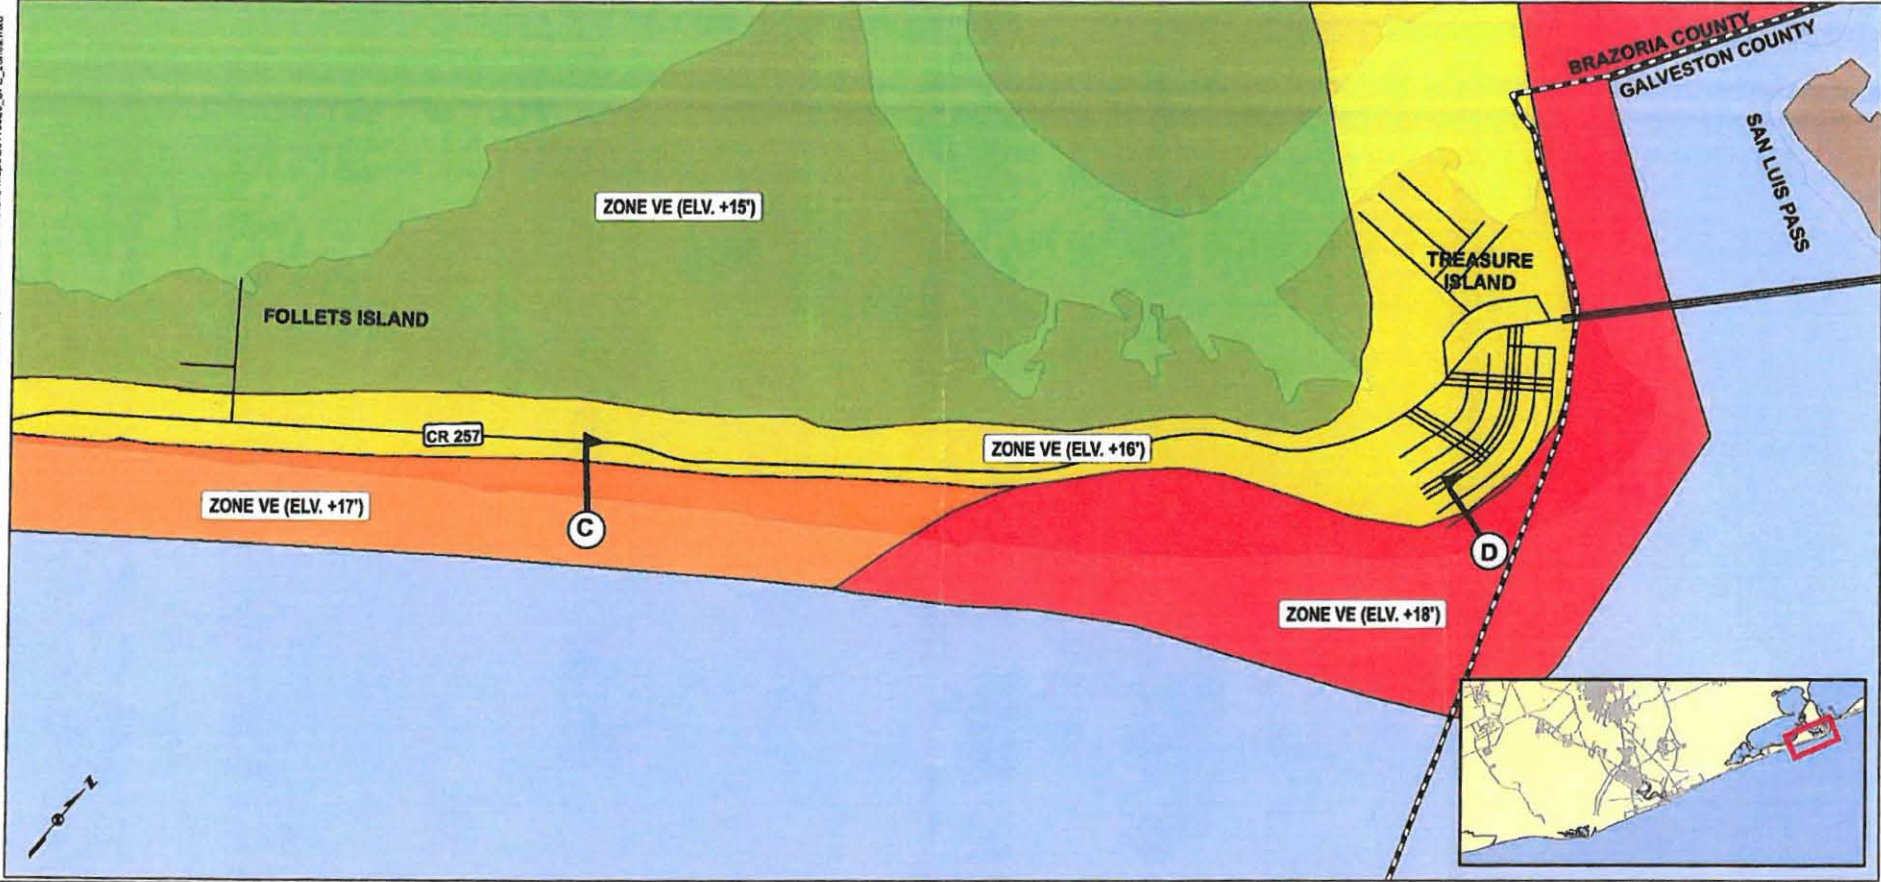 BRAZORIA COUNTY
GALVESTON COUNTY
SAN LUIS PASS
ZONE VE (ELV. +15')
TREASURE
ISLAND
FOLLETS ISLAND
CR 257
ZONE VE (ELV. +16')
ZONE VE (ELV. +17')
C
D
ZONE VE (ELV. +18')
Z